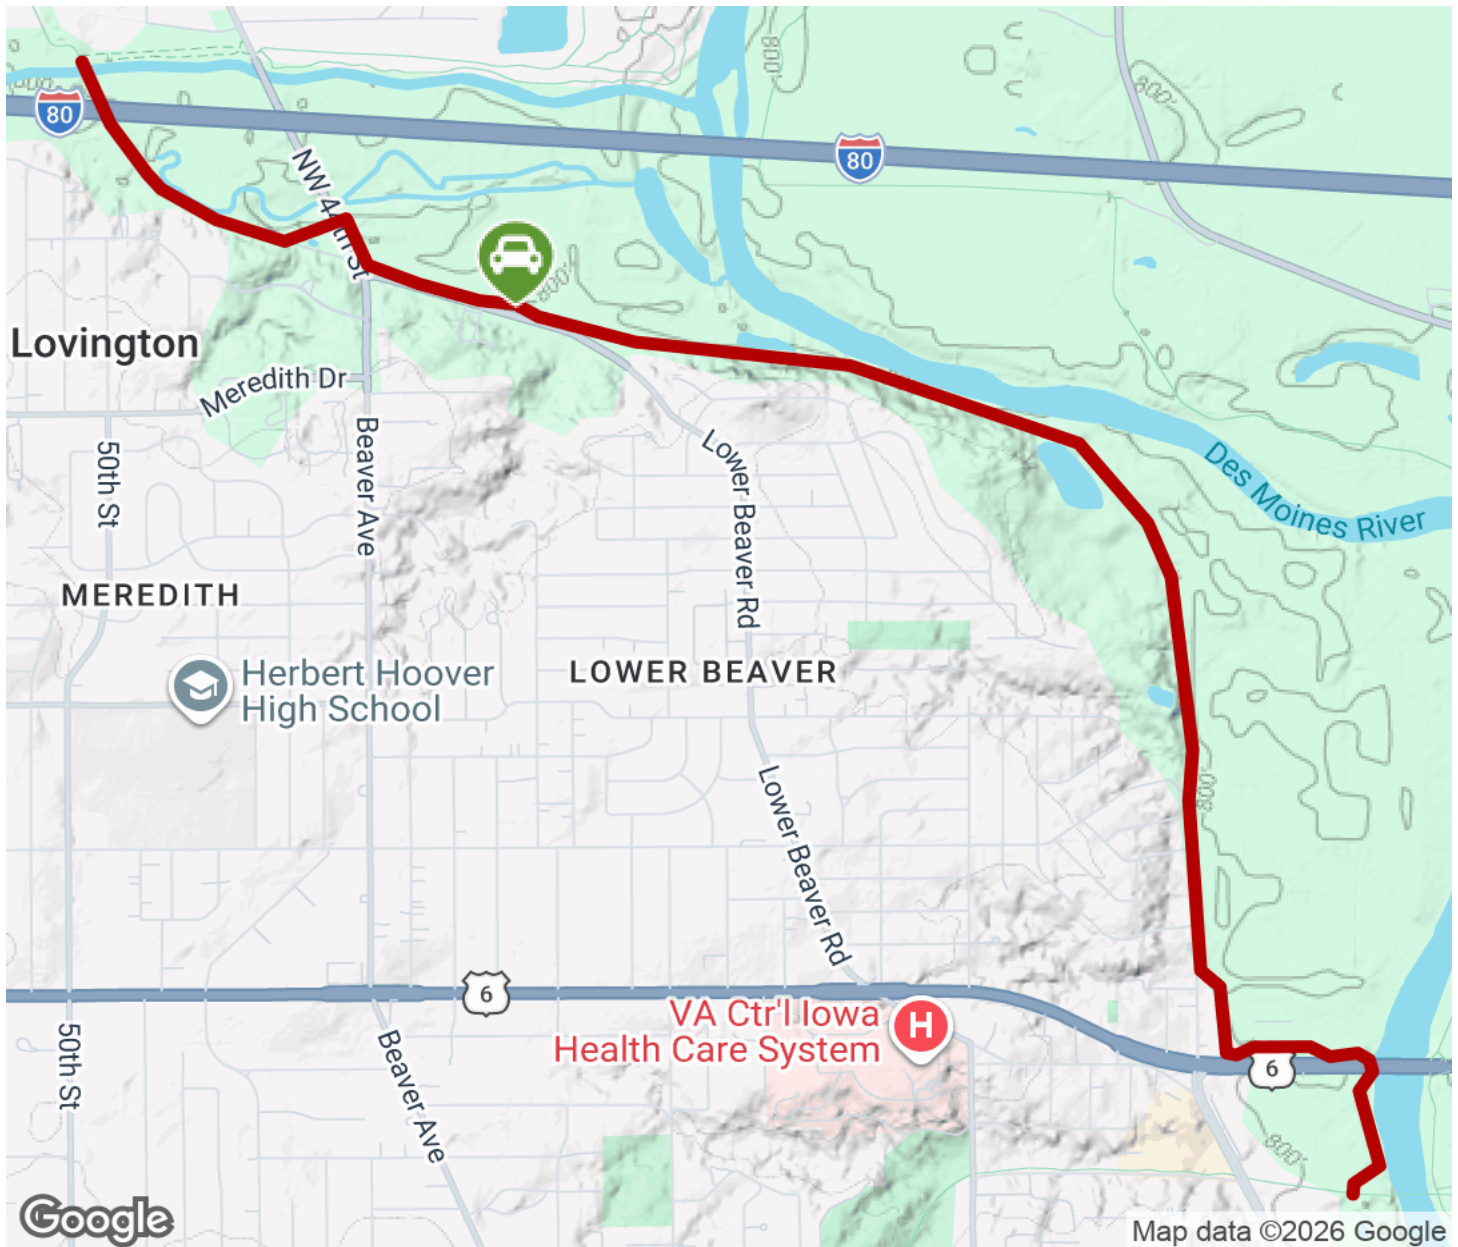 800'
800'
800'
80
80
NW 44th St
800'
Lovington
Meredith Dr
50th St
Beaver Ave
Lower Beaver Rd
Des Moines River
MEREDITH
LOWER BEAVER
Herbert Hoover
High School
800'
Lower Beaver Rd
6
VA Ctr'l Iowa
Health Care System
H
50th St
Beaver Ave
6
800'
Google
Map data ©2026 Google